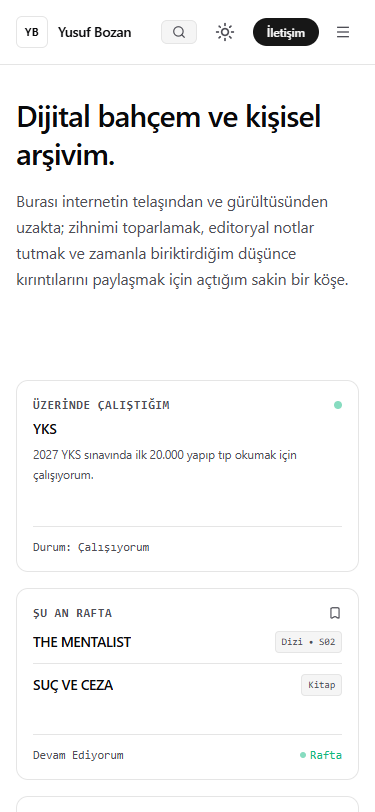 YB
Yusuf Bozan
İletişim
Dijital bahçem ve kişisel
arşivim.
Burası internetin telaşından ve gürültüsünden
uzakta; zihnimi toparlamak, editoryal notlar
tutmak ve zamanla biriktirdiğim düşünce
kırıntılarını paylaşmak için açtığım sakin bir köşe.
ÜZERİNDE ÇALIŞTIĞIM
YKS
2027 YKS sınavında ilk 20.000 yapıp tıp okumak için
çalışıyorum.
Durum: Çalışıyorum
ŞU AN RAFTA
THE MENTALIST
Dizi • S02
SUÇ VE CEZA
Kitap
Devam Ediyor
Rafta